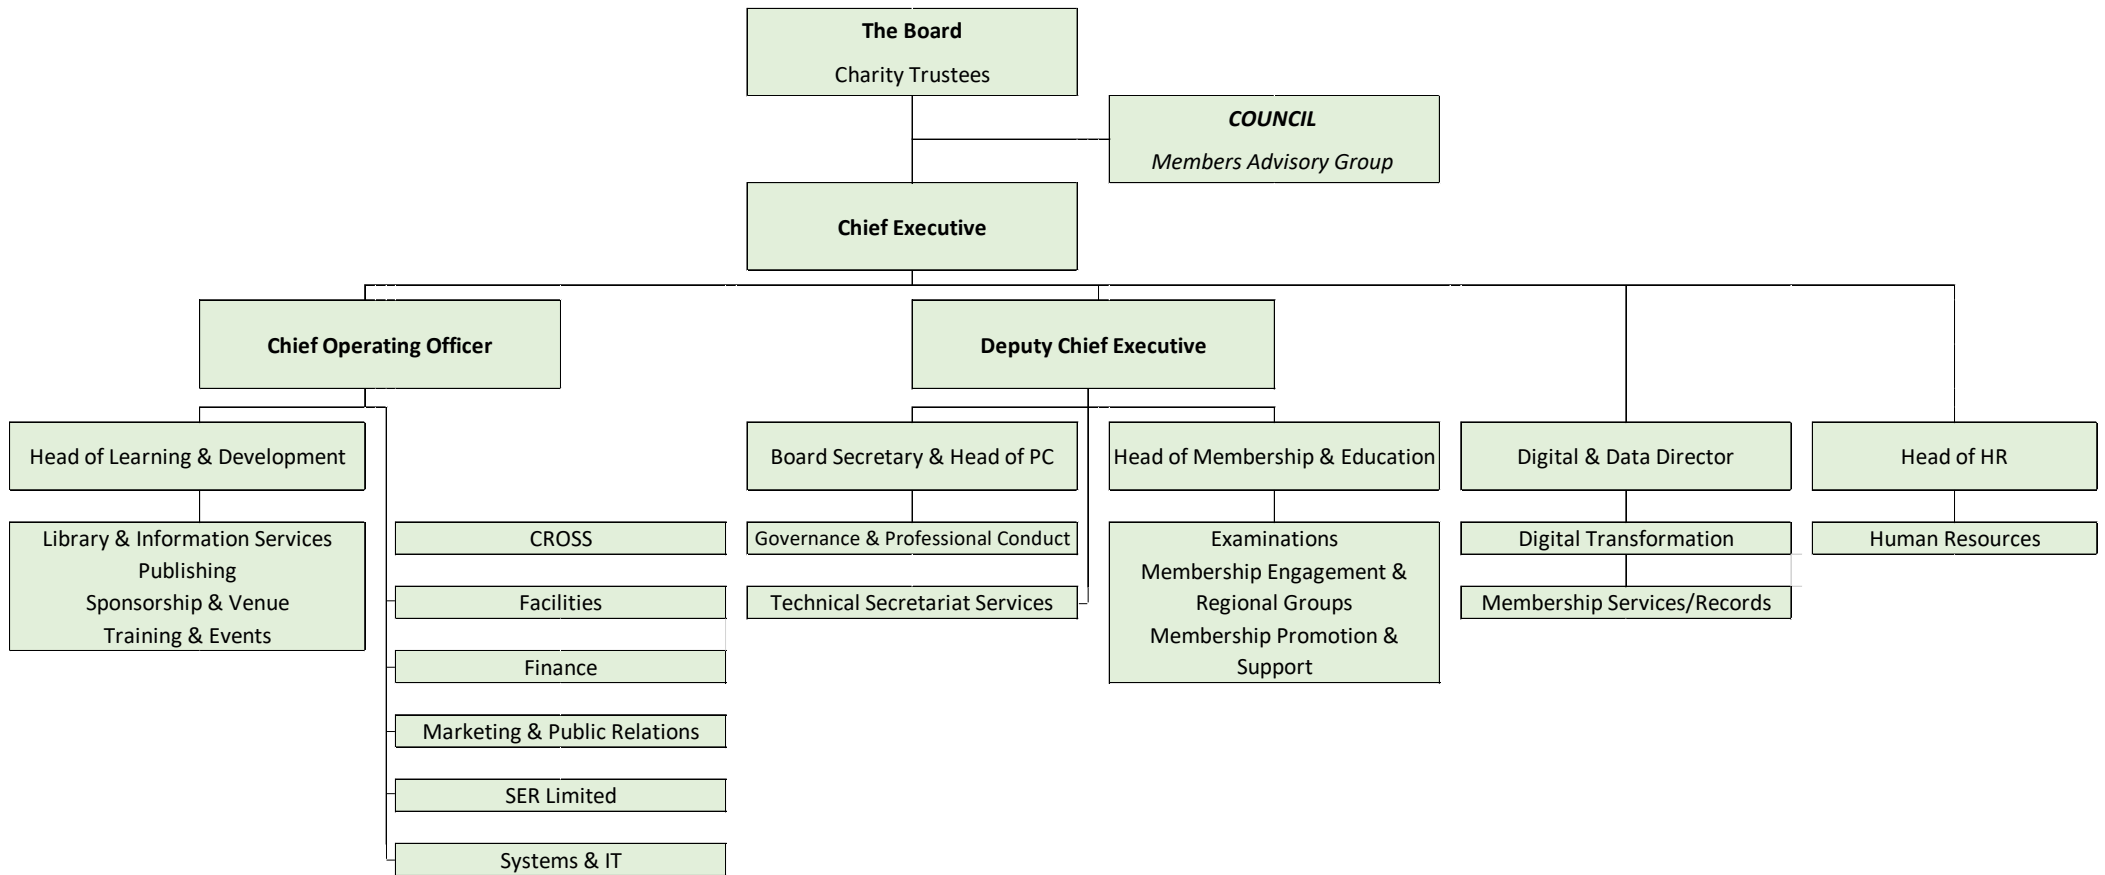 The Board
Charity Trustees
COUNCIL
Members Advisory Group
Chief Executive
Chief Operating Officer
Deputy Chief Executive
Head of Learning & Development
Board Secretary & Head of PC
Head of Membership & Education
Digital & Data Director
Head of HR
Library & Information Services
Publishing
Sponsorship & Venue
Training & Events
CROSS
Facilities
Finance
Marketing & Public Relations
SER Limited
Systems & IT
Governance & Professional Conduct
Technical Secretariat Services
Examinations
Membership Engagement &
Regional Groups
Membership Promotion &
Support
Digital Transformation
Membership Services/Records
Human Resources